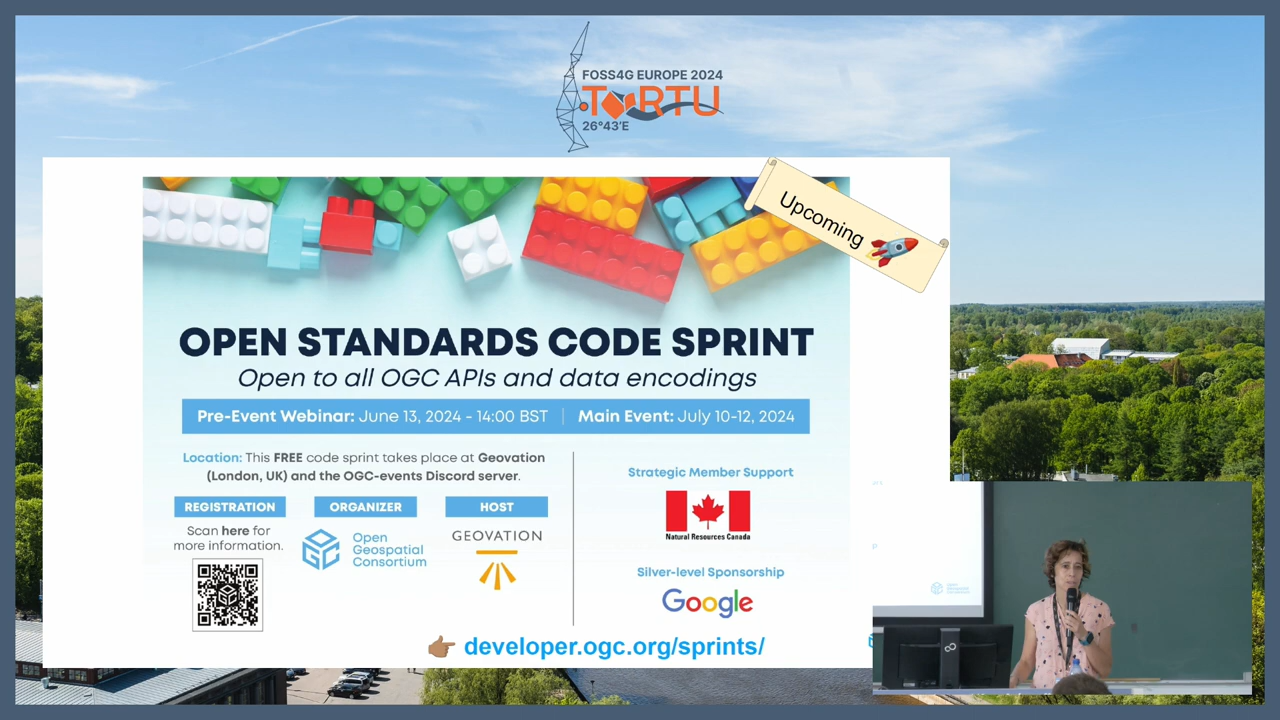 FOSS4G EUROPE 2024
TORTU
26°43'E
Upcoming
OPEN STANDARDS CODE SPRINT
Open to all OGC APIs and data encodings
Pre-Event Webinar: June 13, 2024 - 14:00 BST | Main Event: July 10-12, 2024
Location: This FREE code sprint takes place at Geovation
(London, UK) and the OGC-events Discord server.
REGISTRATION
Scan here for
more information.
ORGANIZER
OGC
Open
Geospatial
Consortium
HOST
GEOVATION
Strategic Member Support
Natural Resources Canada
Silver-level Sponsorship
Google
developer.ogc.org/sprints/